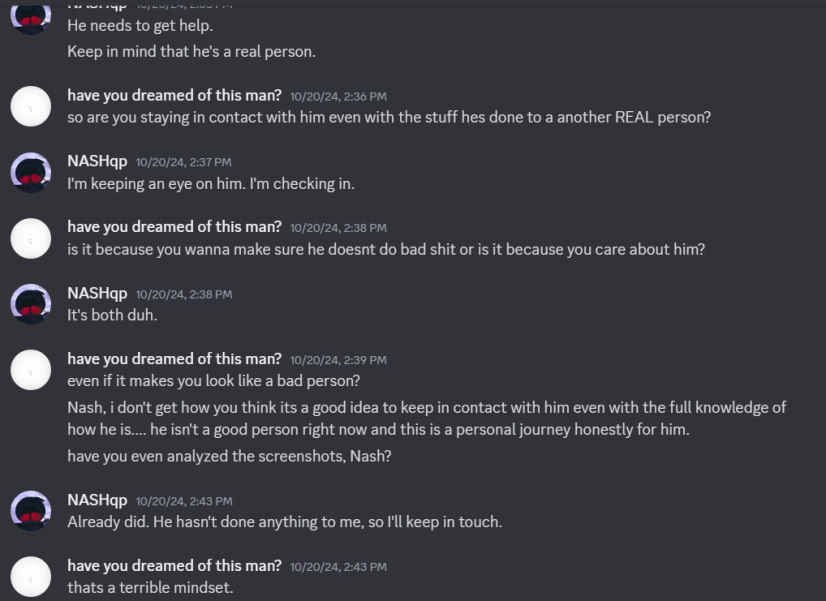 He needs to get help.
Keep in mind that he's a real person.
have you dreamed of this man? 10/20/24, 2:36 PM
so are you staying in contact with him even with the stuff hes done to a another REAL person?
NASHqp 10/20/24, 2:37 PM
I'm keeping an eye on him. I'm checking in.
have you dreamed of this man? 10/20/24, 2:38 PM
is it because you wanna make sure he doesnt do bad shit or is it because you care about him?
NASHqp 10/20/24, 2:38 PM
It's both duh.
have you dreamed of this man? 10/20/24, 2:39 PM
even if it makes you look like a bad person?
Nash, i don't get how you think its a good idea to keep in contact with him even with the full knowledge of
how he is.... he isn't a good person right now and this is a personal journey honestly for him.
have you even analyzed the screenshots, Nash?
NASHqp 10/20/24, 2:43 PM
Already did. He hasn't done anything to me, so I'll keep in touch.
have you dreamed of this man? 10/20/24, 2:43 PM
thats a terrible mindset.